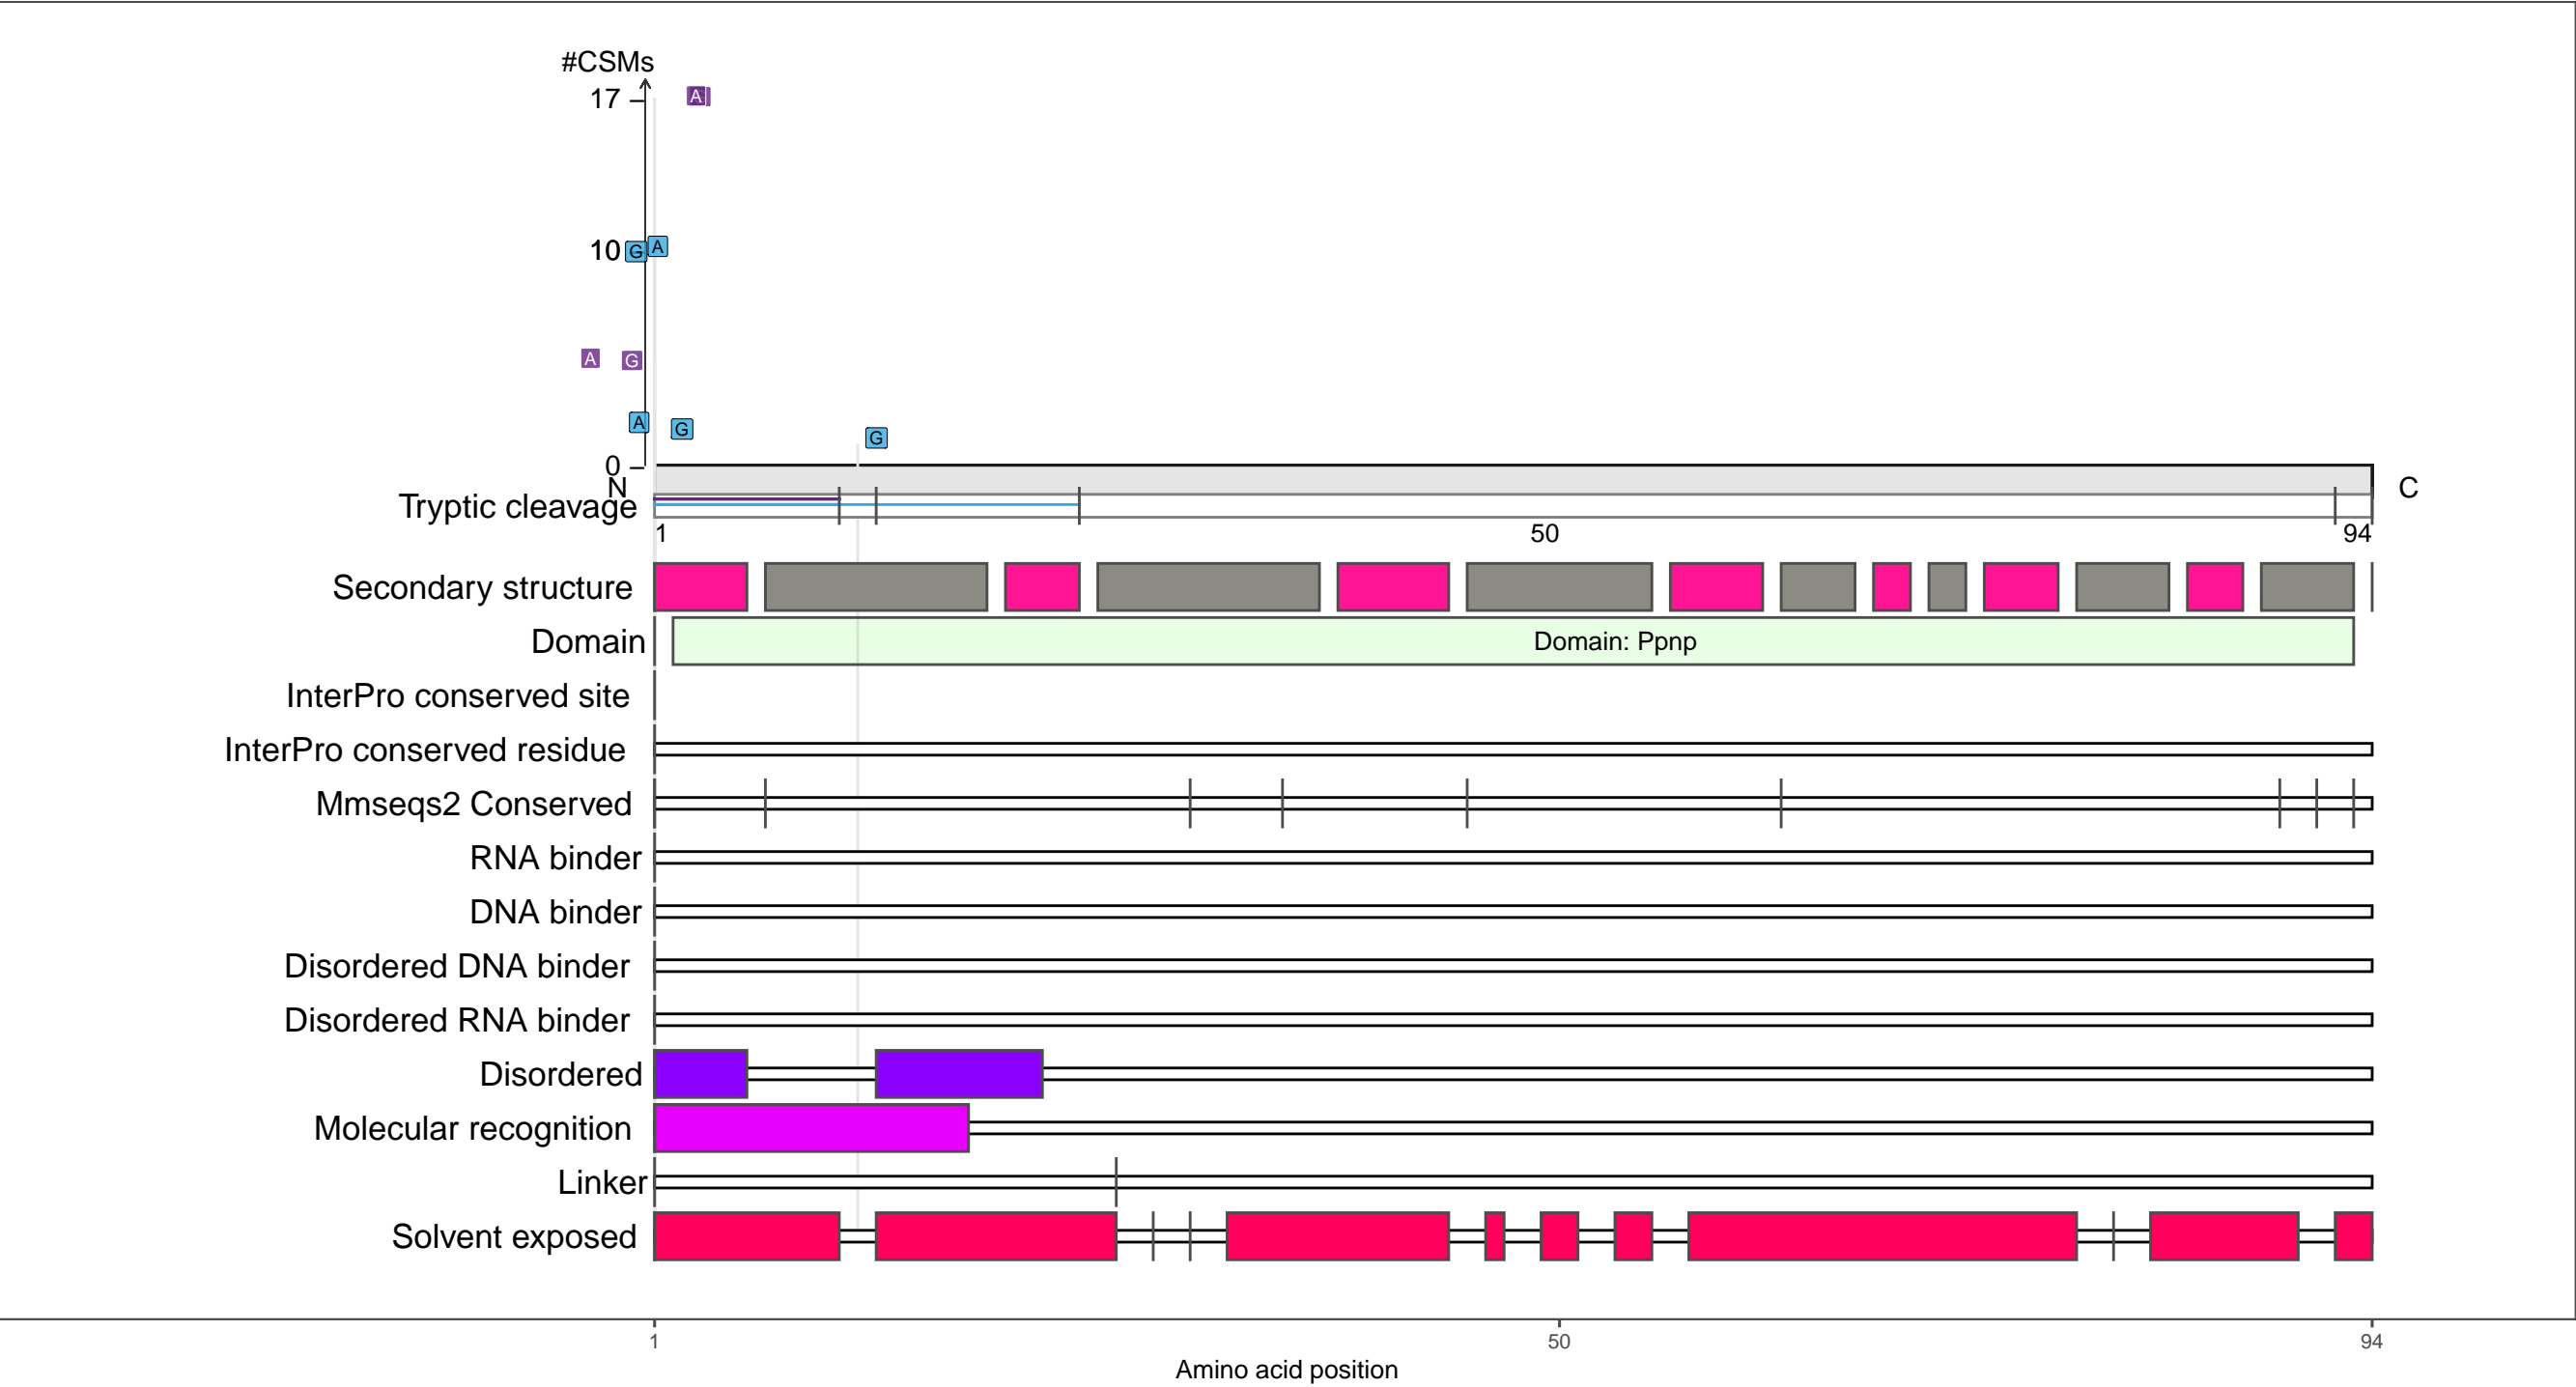 #CSMs
17
A
10
G
A
A
G
A
G
G
0
N
C
Tryptic cleavage
1
50
94
Secondary structure
Domain
Domain: Ppnp
InterPro conserved site
InterPro conserved residue
Mmseqs2 Conserved
RNA binder
DNA binder
Disordered DNA binder
Disordered RNA binder
Disordered
Molecular recognition
Linker
Solvent exposed
1
50
94
Amino acid position